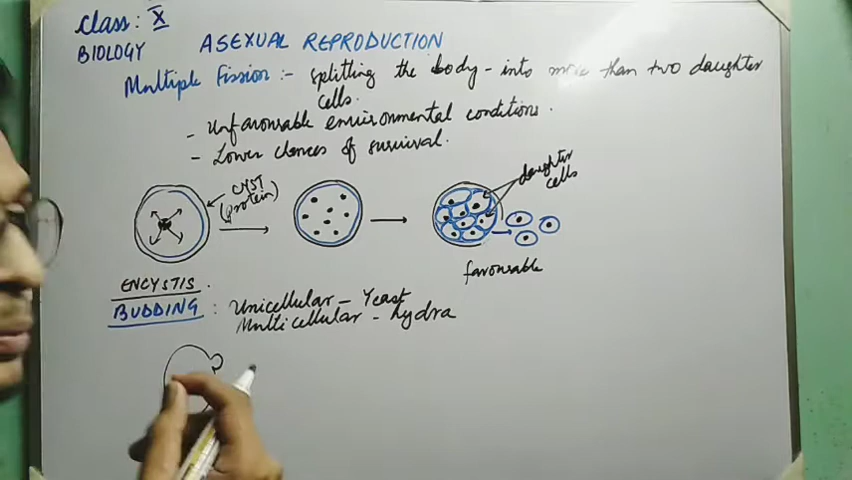 Class: X
BIOLOGY ASEXUAL REPRODUCTION
Multiple Fission :- splitting the body - into more than two daughter
cells.
- Unfavourable environmental conditions.
- Lower chances of survival.
CYST
(protein)
daughter
cells
favourable
ENCYSTIS.
BUDDING : Unicellular - Yeast
Multicellular - hydra